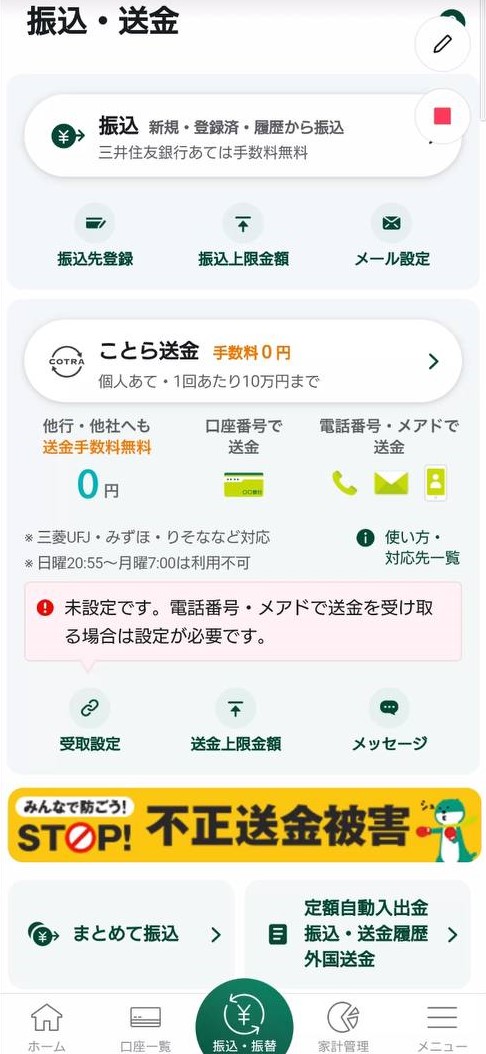 振込・送金
振込 新規・登録済・履歴から振込
三井住友銀行あては手数料無料
振込先登録 振込上限金額 メール設定
COTRA
ことら送金 手数料0円
個人あて・1回あたり10万円まで
他行・他社へも 口座番号で 電話番号・メアドで
送金手数料無料 送金 送金
0円
※三菱UFJ・みずほ・りそななど対応
※日曜20:55~月曜7:00は利用不可
使い方・
対応先一覧
未設定です。電話番号・メアドで送金を受け取
る場合は設定が必要です。
受取設定 送金上限金額 メッセージ
みんなで防ごう!
STOP! 不正送金被害
まとめて振込
定額自動入出金
振込・送金履歴
外国送金
ホーム 口座一覧 振込・振替 家計管理 メニュー